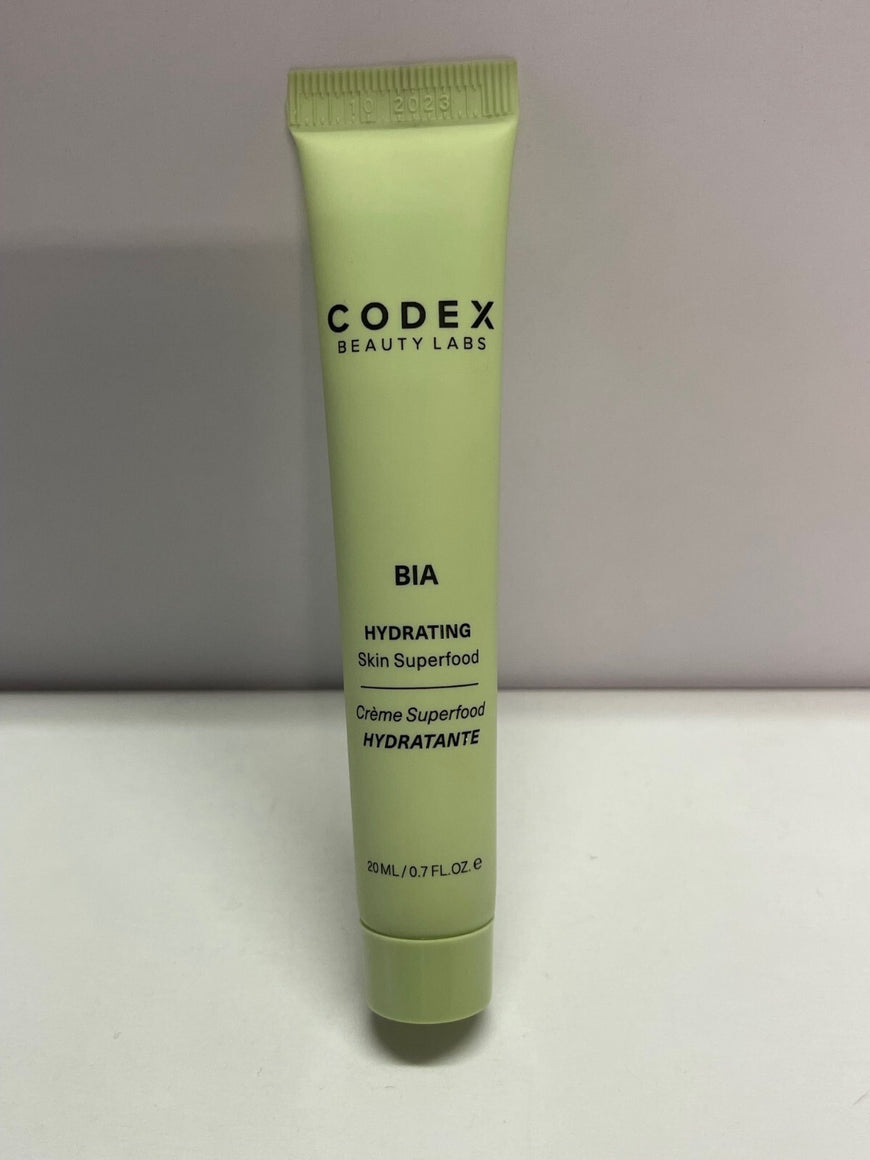 10 2023
CODEX
BEAUTY LABS
BIA
HYDRATING
Skin Superfood
Crème Superfood
HYDRATANTE
20 ML / 0.7 FL.OZ. ℮